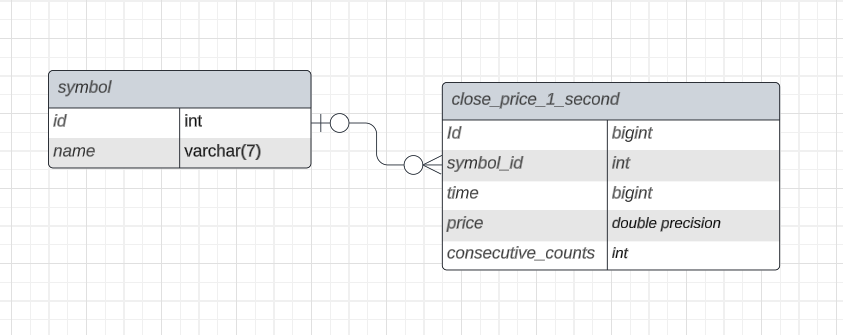 symbol
id int
name varchar(7)
close_price_1_second
Id bigint
symbol_id int
time bigint
price double precision
consecutive_counts int